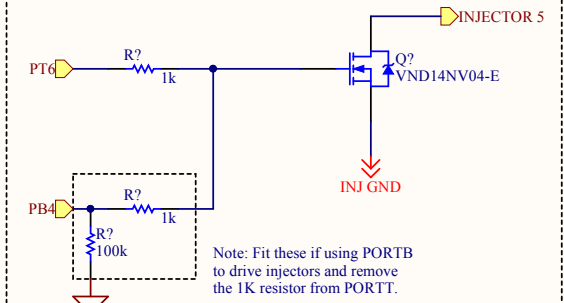 INJECTOR 5
PT6
R?
1k
Q?
VND14NV04-E
INJ GND
PB4
R?
1k
R?
100k
Note: Fit these if using PORTB
to drive injectors and remove
the 1K resistor from PORTT.